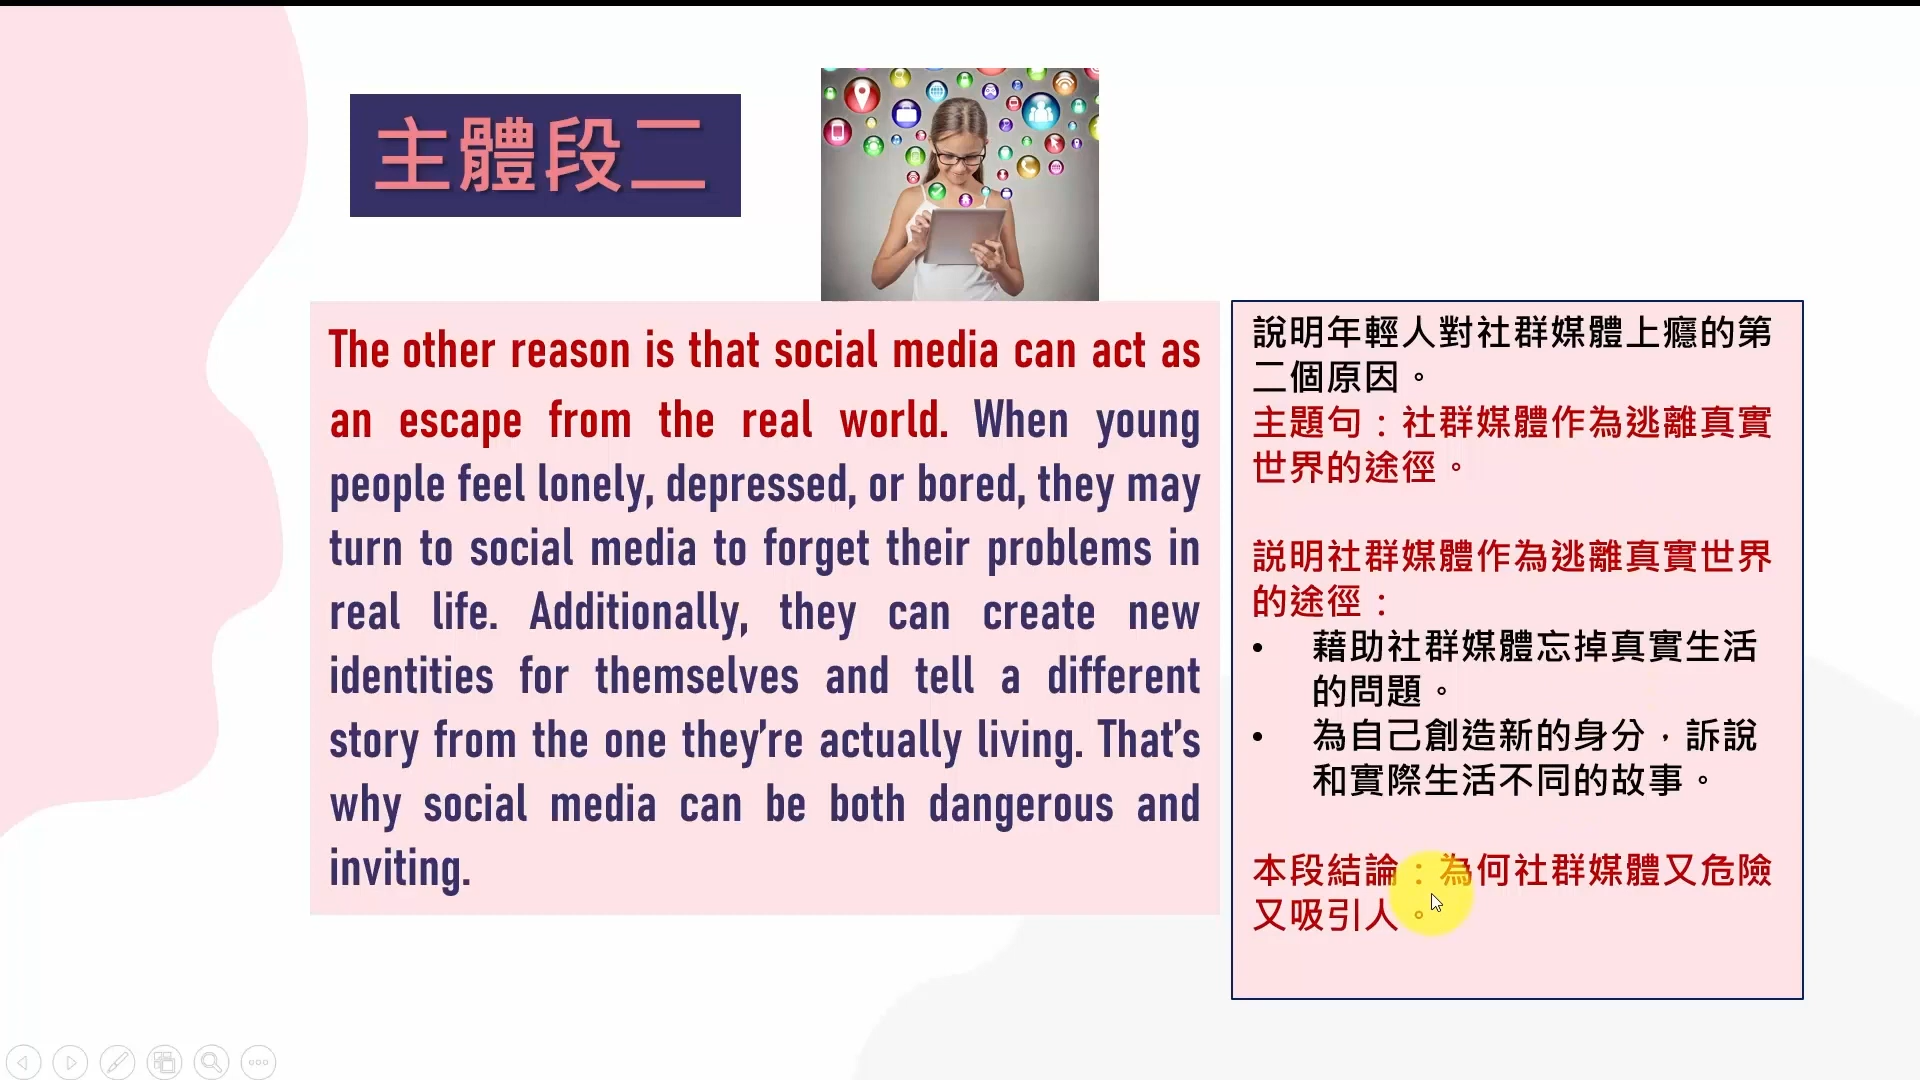 主體段二
The other reason is that social media can act as
an escape from the real world. When young
people feel lonely, depressed, or bored, they may
turn to social media to forget their problems in
real life. Additionally, they can create new
identities for themselves and tell a different
story from the one they’re actually living. That’s
why social media can be both dangerous and
inviting.
說明年輕人對社群媒體上癮的第
二個原因。
主題句：社群媒體作為逃離真實
世界的途徑。
說明社群媒體作為逃離真實世界
的途徑：
• 藉助社群媒體忘掉真實生活
的問題。
• 為自己創造新的身分，訴說
和實際生活不同的故事。
本段結論：為何社群媒體又危險
又吸引人。